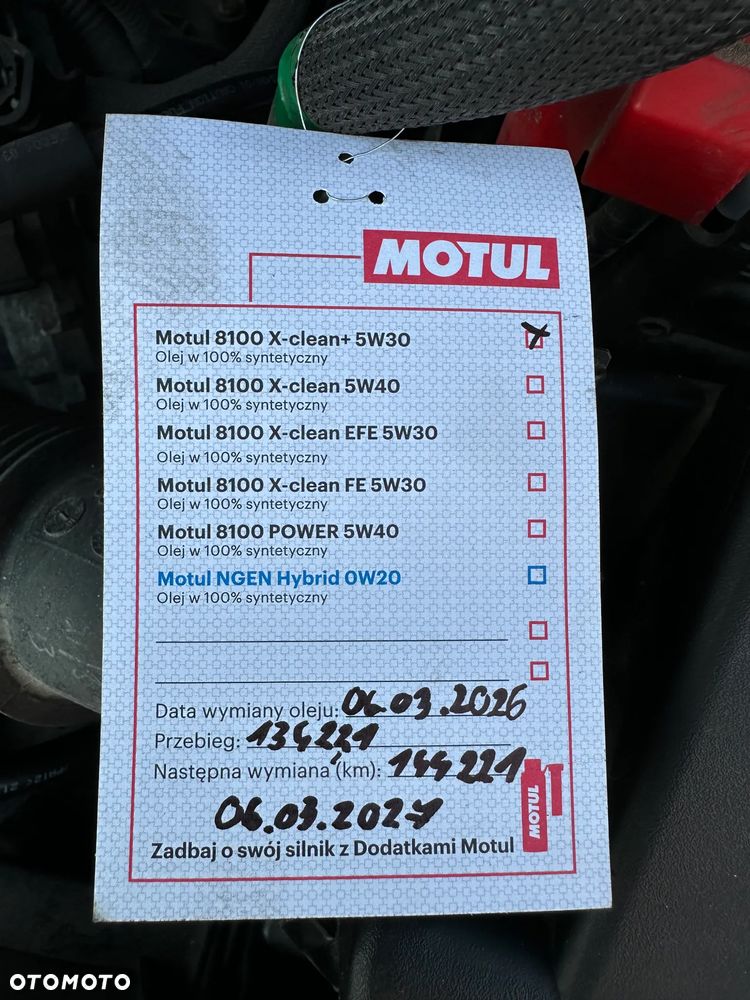 MOTUL
Motul 8100 X-clean+ 5W30
Olej w 100% syntetyczny
Motul 8100 X-clean 5W40
Olej w 100% syntetyczny
Motul 8100 X-clean EFE 5W30
Olej w 100% syntetyczny
Motul 8100 X-clean FE 5W30
Olej w 100% syntetyczny
Motul 8100 POWER 5W40
Olej w 100% syntetyczny
Motul NGEN Hybrid 0W20
Olej w 100% syntetyczny
Data wymiany oleju: 06.03.2026
Przebieg: 134221
Następna wymiana (km): 144221
06.03.2027
MOTUL
Zadbaj o swój silnik z Dodatkami Motul
OTOMOTO